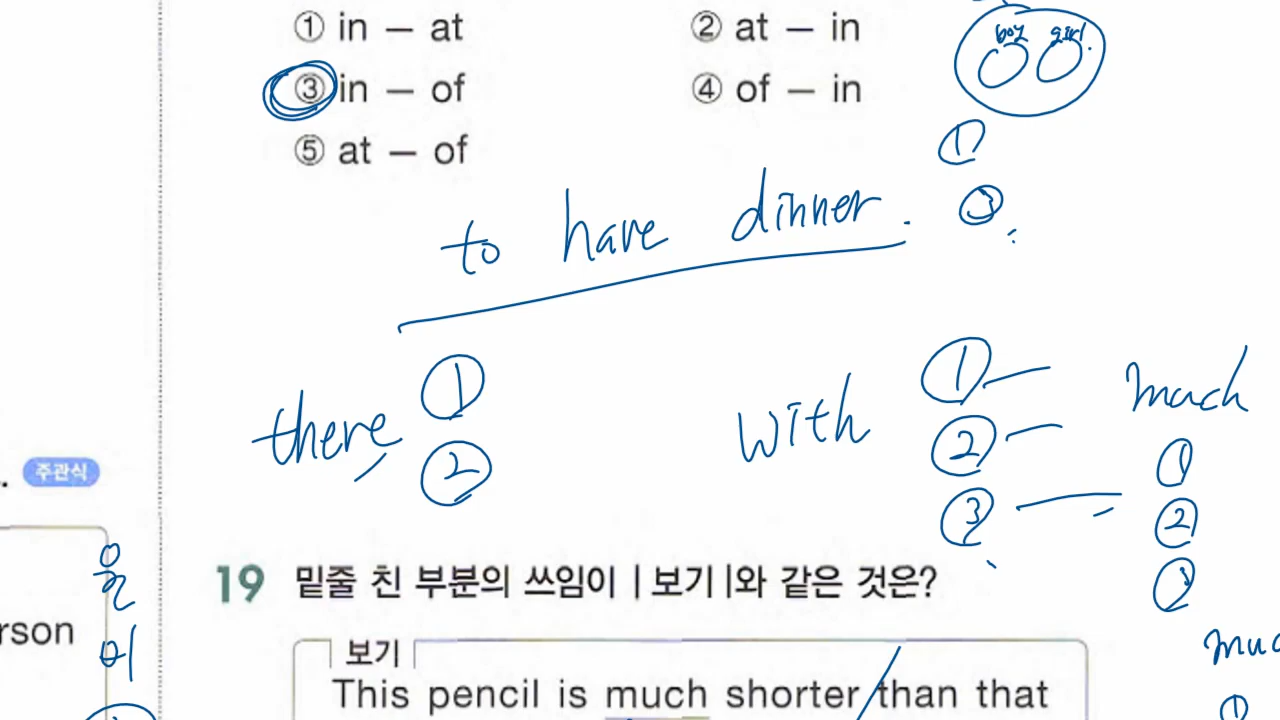 ① in – at
② at – in
③ in – of
④ of – in
⑤ at – of
boy girl
①
③
to have dinner.
there
①
②
with
①
②
③
much
①
②
③
. 주관식
rson
19 밑줄 친 부분의 쓰임이 | 보기 |와 같은 것은?
보기
This pencil is much shorter than that
muc
①